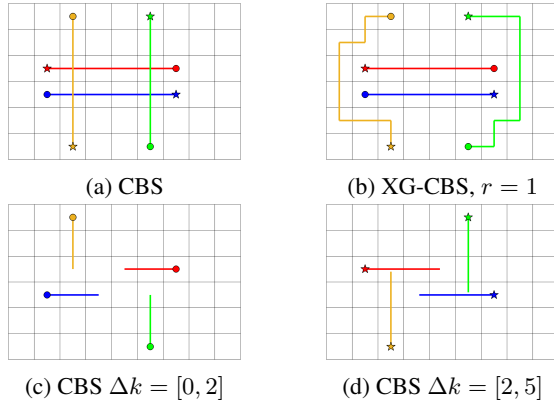 (a) CBS
(b) XG-CBS, r = 1
(c) CBS Δk = [0, 2]
(d) CBS Δk = [2, 5]